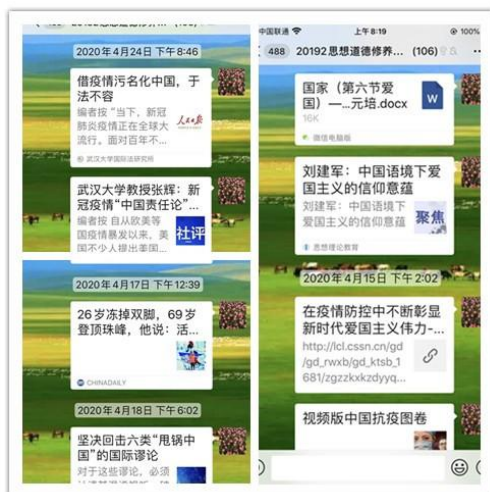 2020年4月24日 下午8:46
借疫情污名化中国，于
法不容
编者按 "当下，新冠
肺炎疫情正在全球大
流行。面对百年不...
人民日报
武汉大学国际法研究所
武汉大学教授张辉：新
冠疫情“中国责任论”...
编者按 自从欧美等
国疫情暴发以来，美
国不少人提出美国...
社评
2020年4月17日 下午12:39
26岁冻掉双脚，69岁
登顶珠峰，他说：活...
CHINADAILY
2020年4月18日 下午6:02
坚决回击六类“甩锅中
国”的国际谬论
对于这些谬论，必须
中国联通
上午8:19
100%
488
20192思想道德修养... (106)
国家（第六节爱
国）—...元培.docx
16K
W
微信电脑版
刘建军：中国语境下爱
国主义的信仰意蕴
刘建军：中国语境下
爱国主义的信仰意蕴
聚焦
思想理论教育
2020年4月15日 下午2:02
在疫情防控中不断彰显
新时代爱国主义伟力-...
http://lcl.cssn.cn/gd
/gd_rwxb/gd_ktsb_1
681/zgzzkxkzdyyq...
视频版中国抗疫图卷